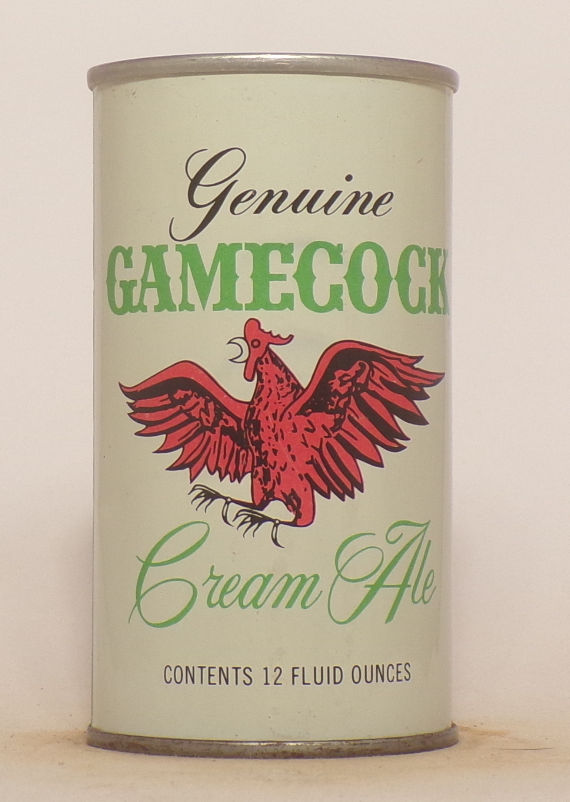 Genuine
GAMECOCK
Cream Ale
CONTENTS 12 FLUID OUNCES